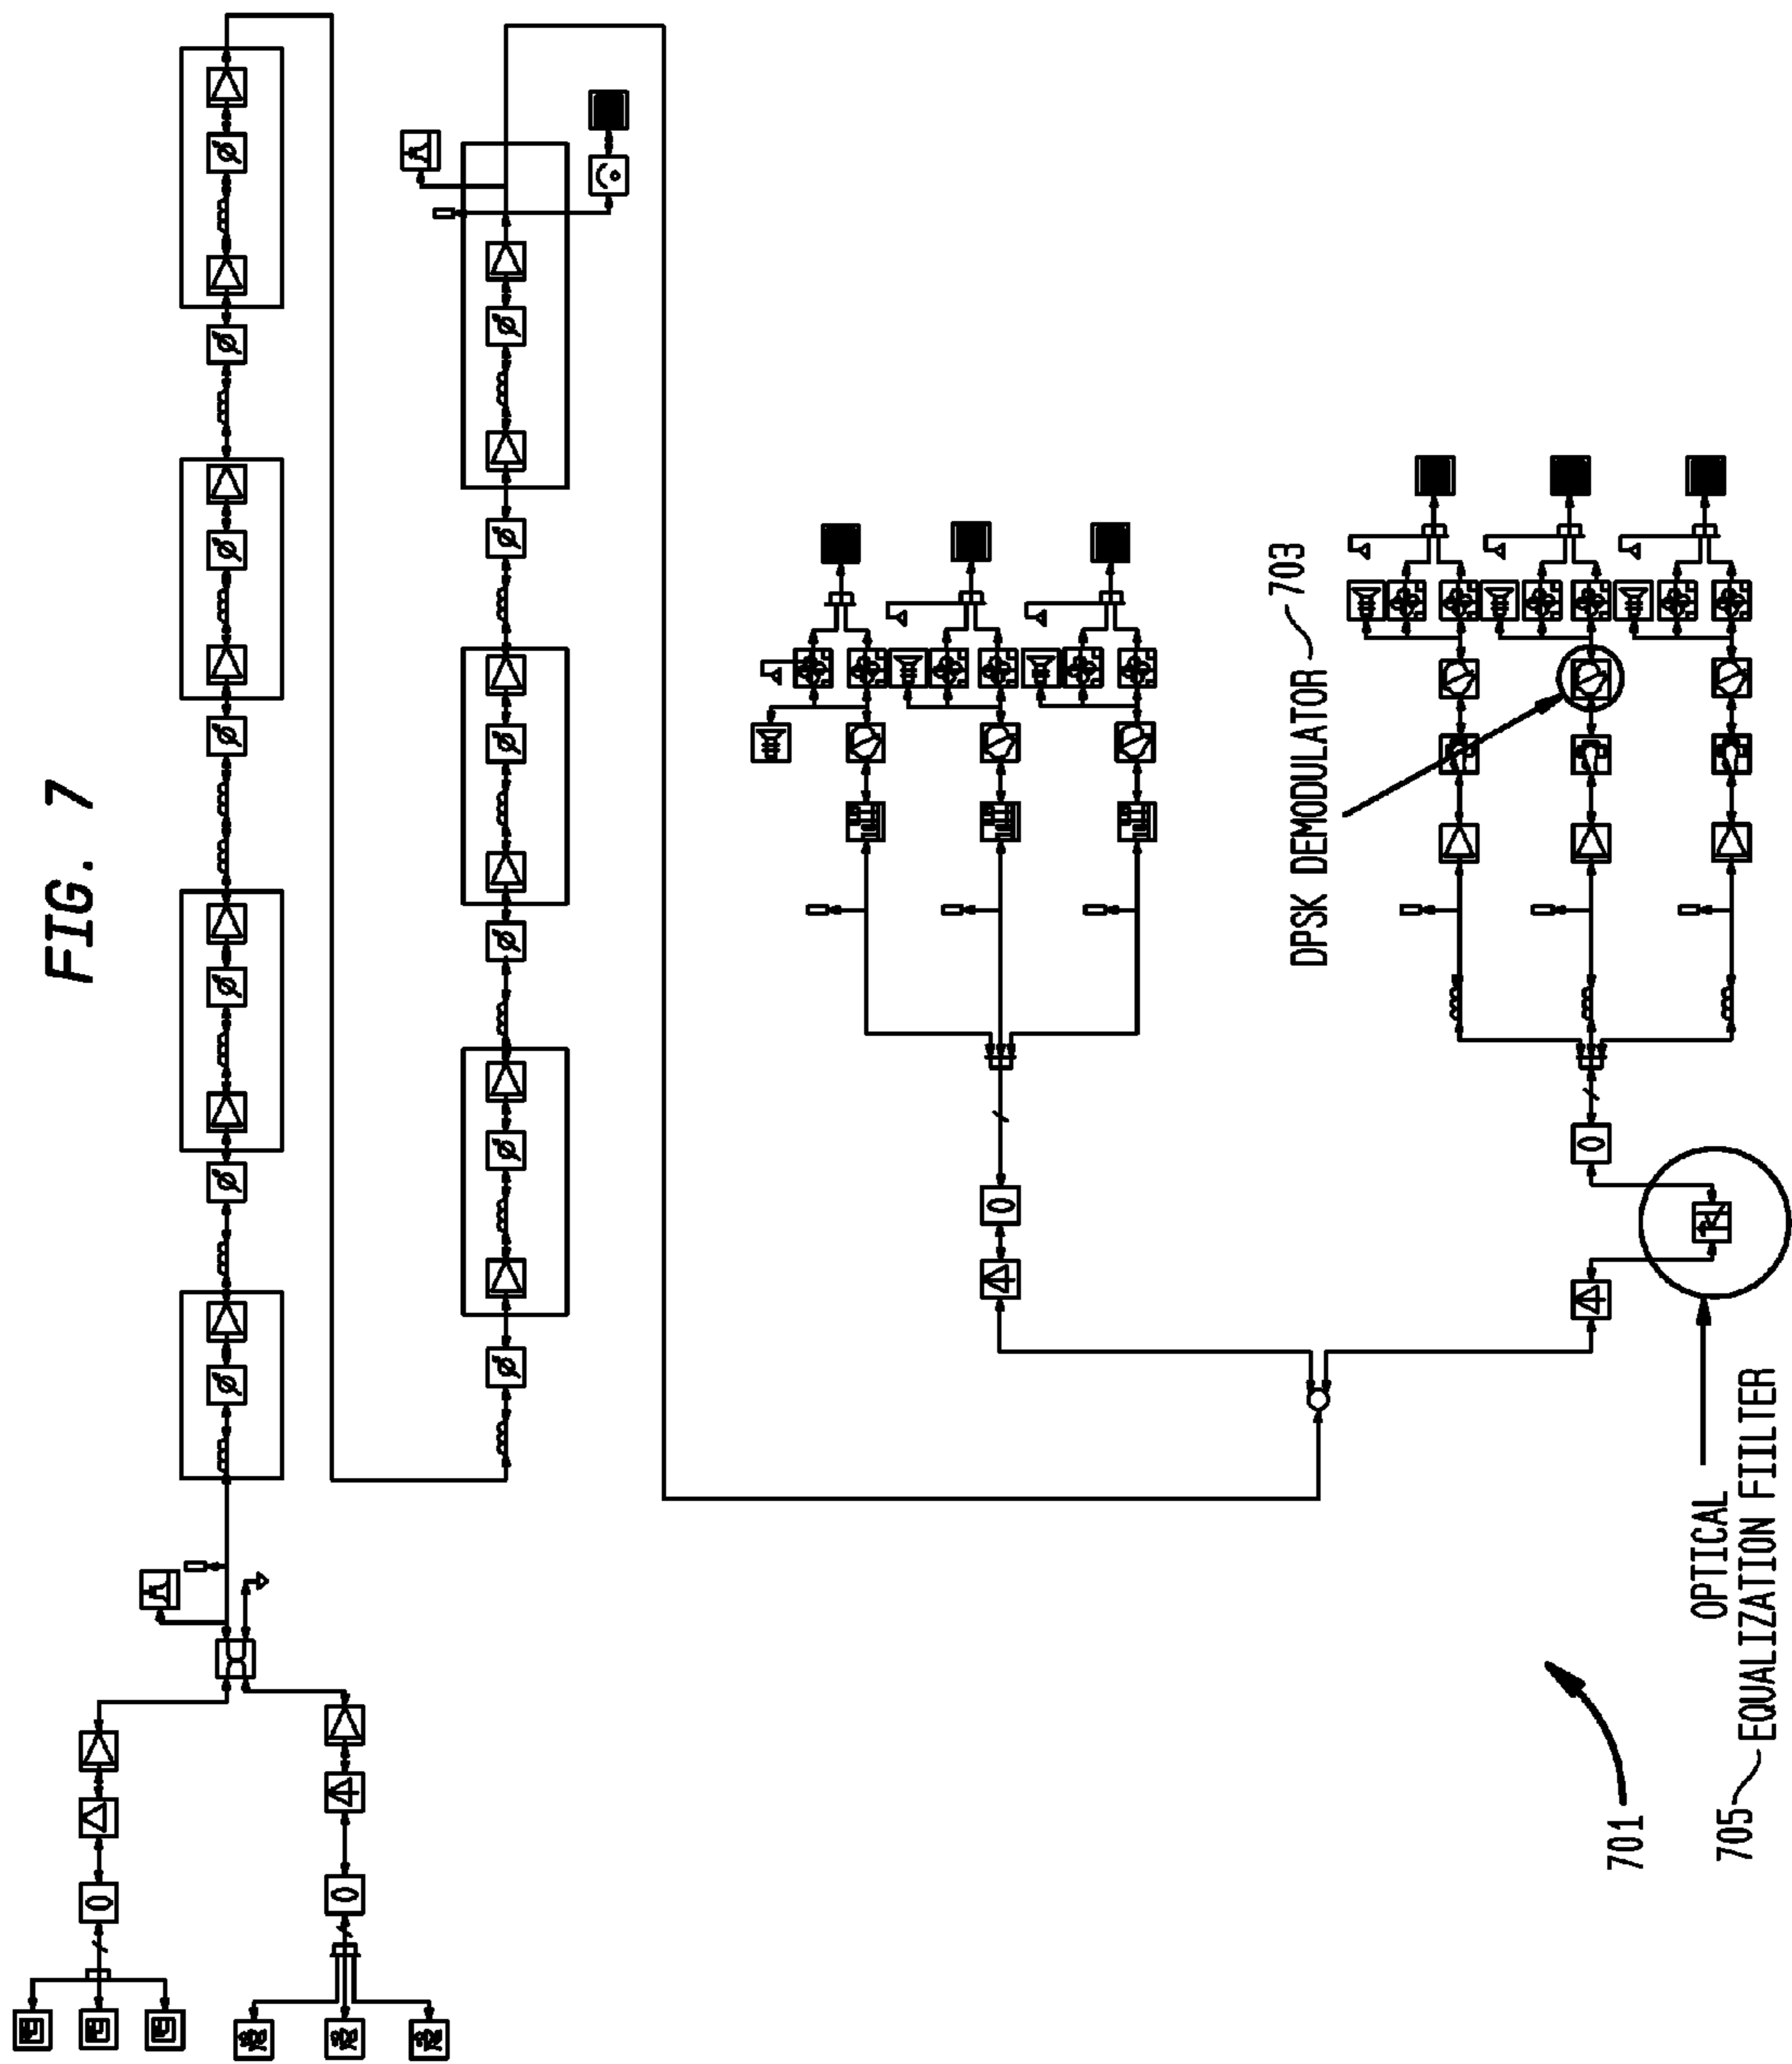 FIG. 7
DPSK DEMODULATOR 703
701
OPTICAL
705 EQUALIZATION FIILTER